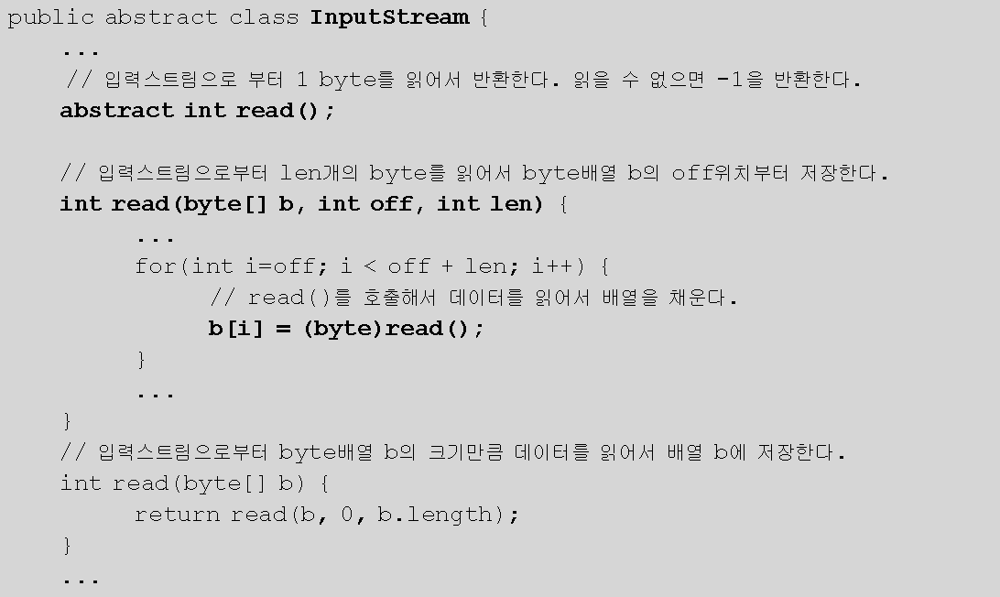 public abstract class InputStream {
...
// 입력스트림으로 부터 1 byte를 읽어서 반환한다. 읽을 수 없으면 -1을 반환한다.
abstract int read();
// 입력스트림으로부터 len개의 byte를 읽어서 byte배열 b의 off위치부터 저장한다.
int read(byte[] b, int off, int len) {
...
for(int i=off; i < off + len; i++) {
// read()를 호출해서 데이터를 읽어서 배열을 채운다.
b[i] = (byte)read();
}
...
}
// 입력스트림으로부터 byte배열 b의 크기만큼 데이터를 읽어서 배열 b에 저장한다.
int read(byte[] b) {
return read(b, 0, b.length);
}
...